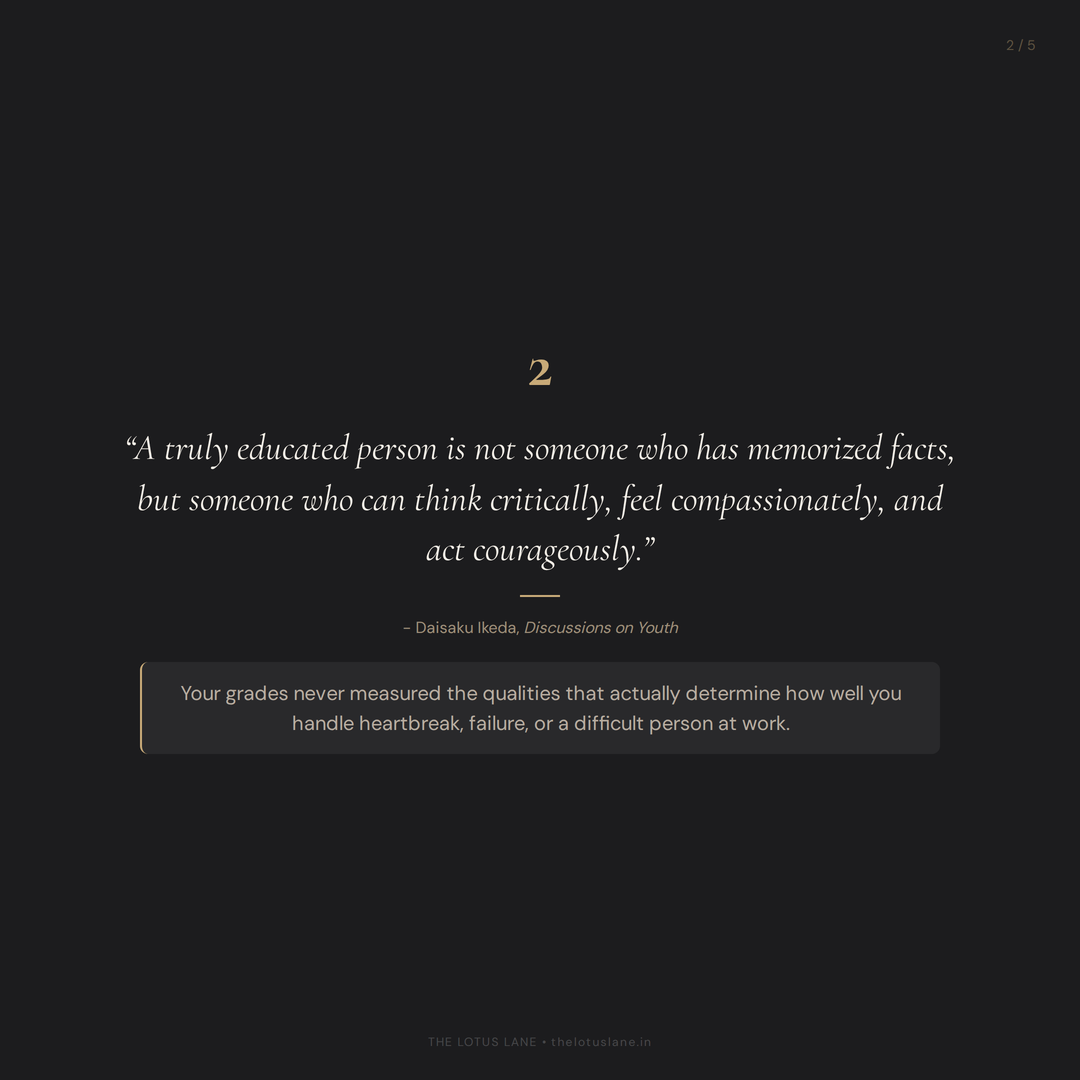 2 / 5
2
“A truly educated person is not someone who has memorized facts,
but someone who can think critically, feel compassionately, and
act courageously.”
– Daisaku Ikeda, Discussions on Youth
Your grades never measured the qualities that actually determine how well you
handle heartbreak, failure, or a difficult person at work.
THE LOTUS LANE • thelotuslane.in